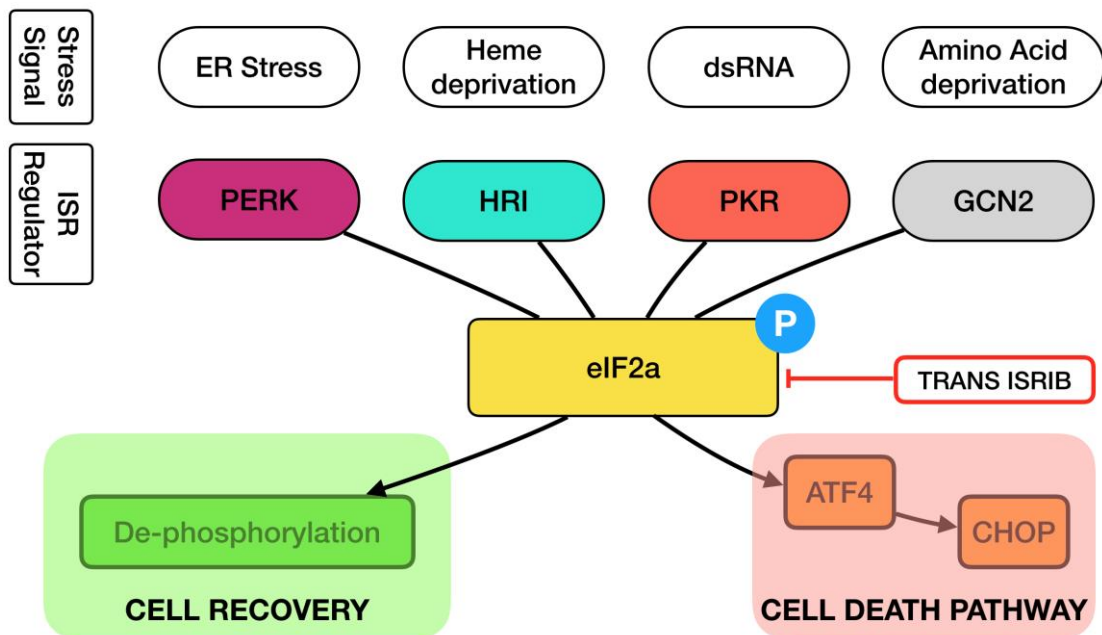 Stress
Signal
ER Stress
Heme
deprivation
dsRNA
Amino Acid
deprivation
ISR
Regulator
PERK
HRI
PKR
GCN2
P
eIF2a
TRANS ISRIB
ATF4
De-phosphorylation
CHOP
CELL RECOVERY
CELL DEATH PATHWAY